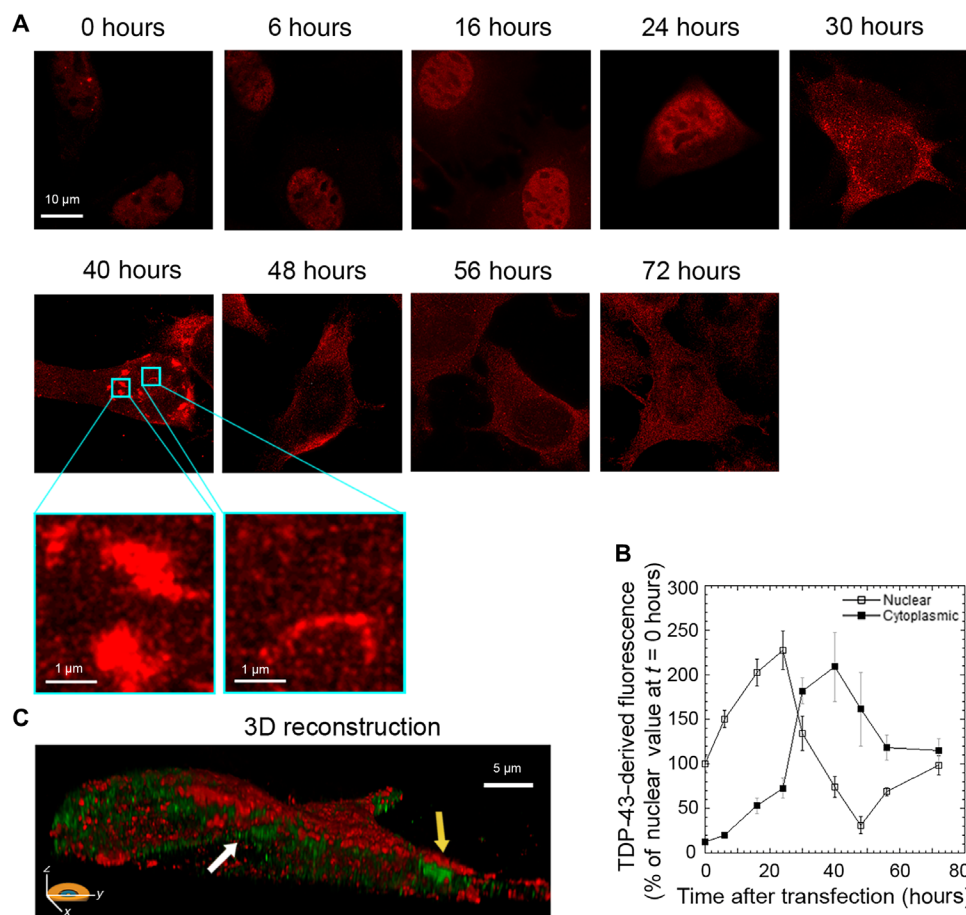 A
0 hours
6 hours
16 hours
24 hours
30 hours
10 µm
40 hours
48 hours
56 hours
72 hours
1 µm
1 µm
B
TDP-43–derived fluorescence
(% of nuclear value at t = 0 hours)
300
250
200
150
100
50
0
Nuclear
Cytoplasmic
0 20 40 60 80
Time after transfection (hours)
C
3D reconstruction
5 µm
z
y
x